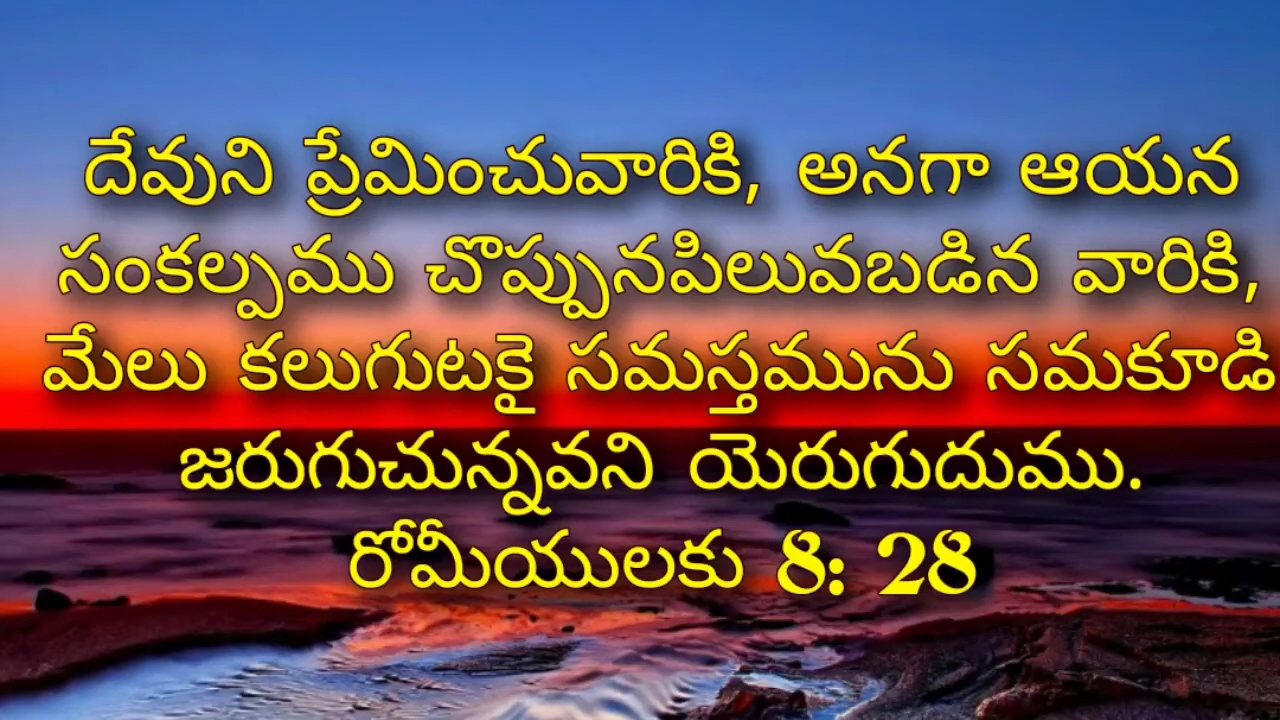 దేవుని ప్రేమించువారికి, అనగా ఆయన
సంకల్పము చొప్పునపిలువబడిన వారికి,
మేలు కలుగుటకై సమస్తమును సమకూడి
జరుగుచున్నవని యెరుగుదుము.
రోమీయులకు 8: 28